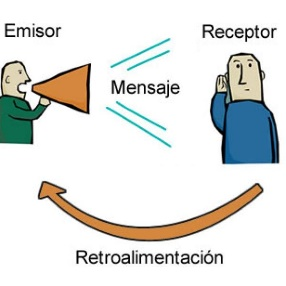 Emisor
Receptor
Mensaje
Retroalimentación